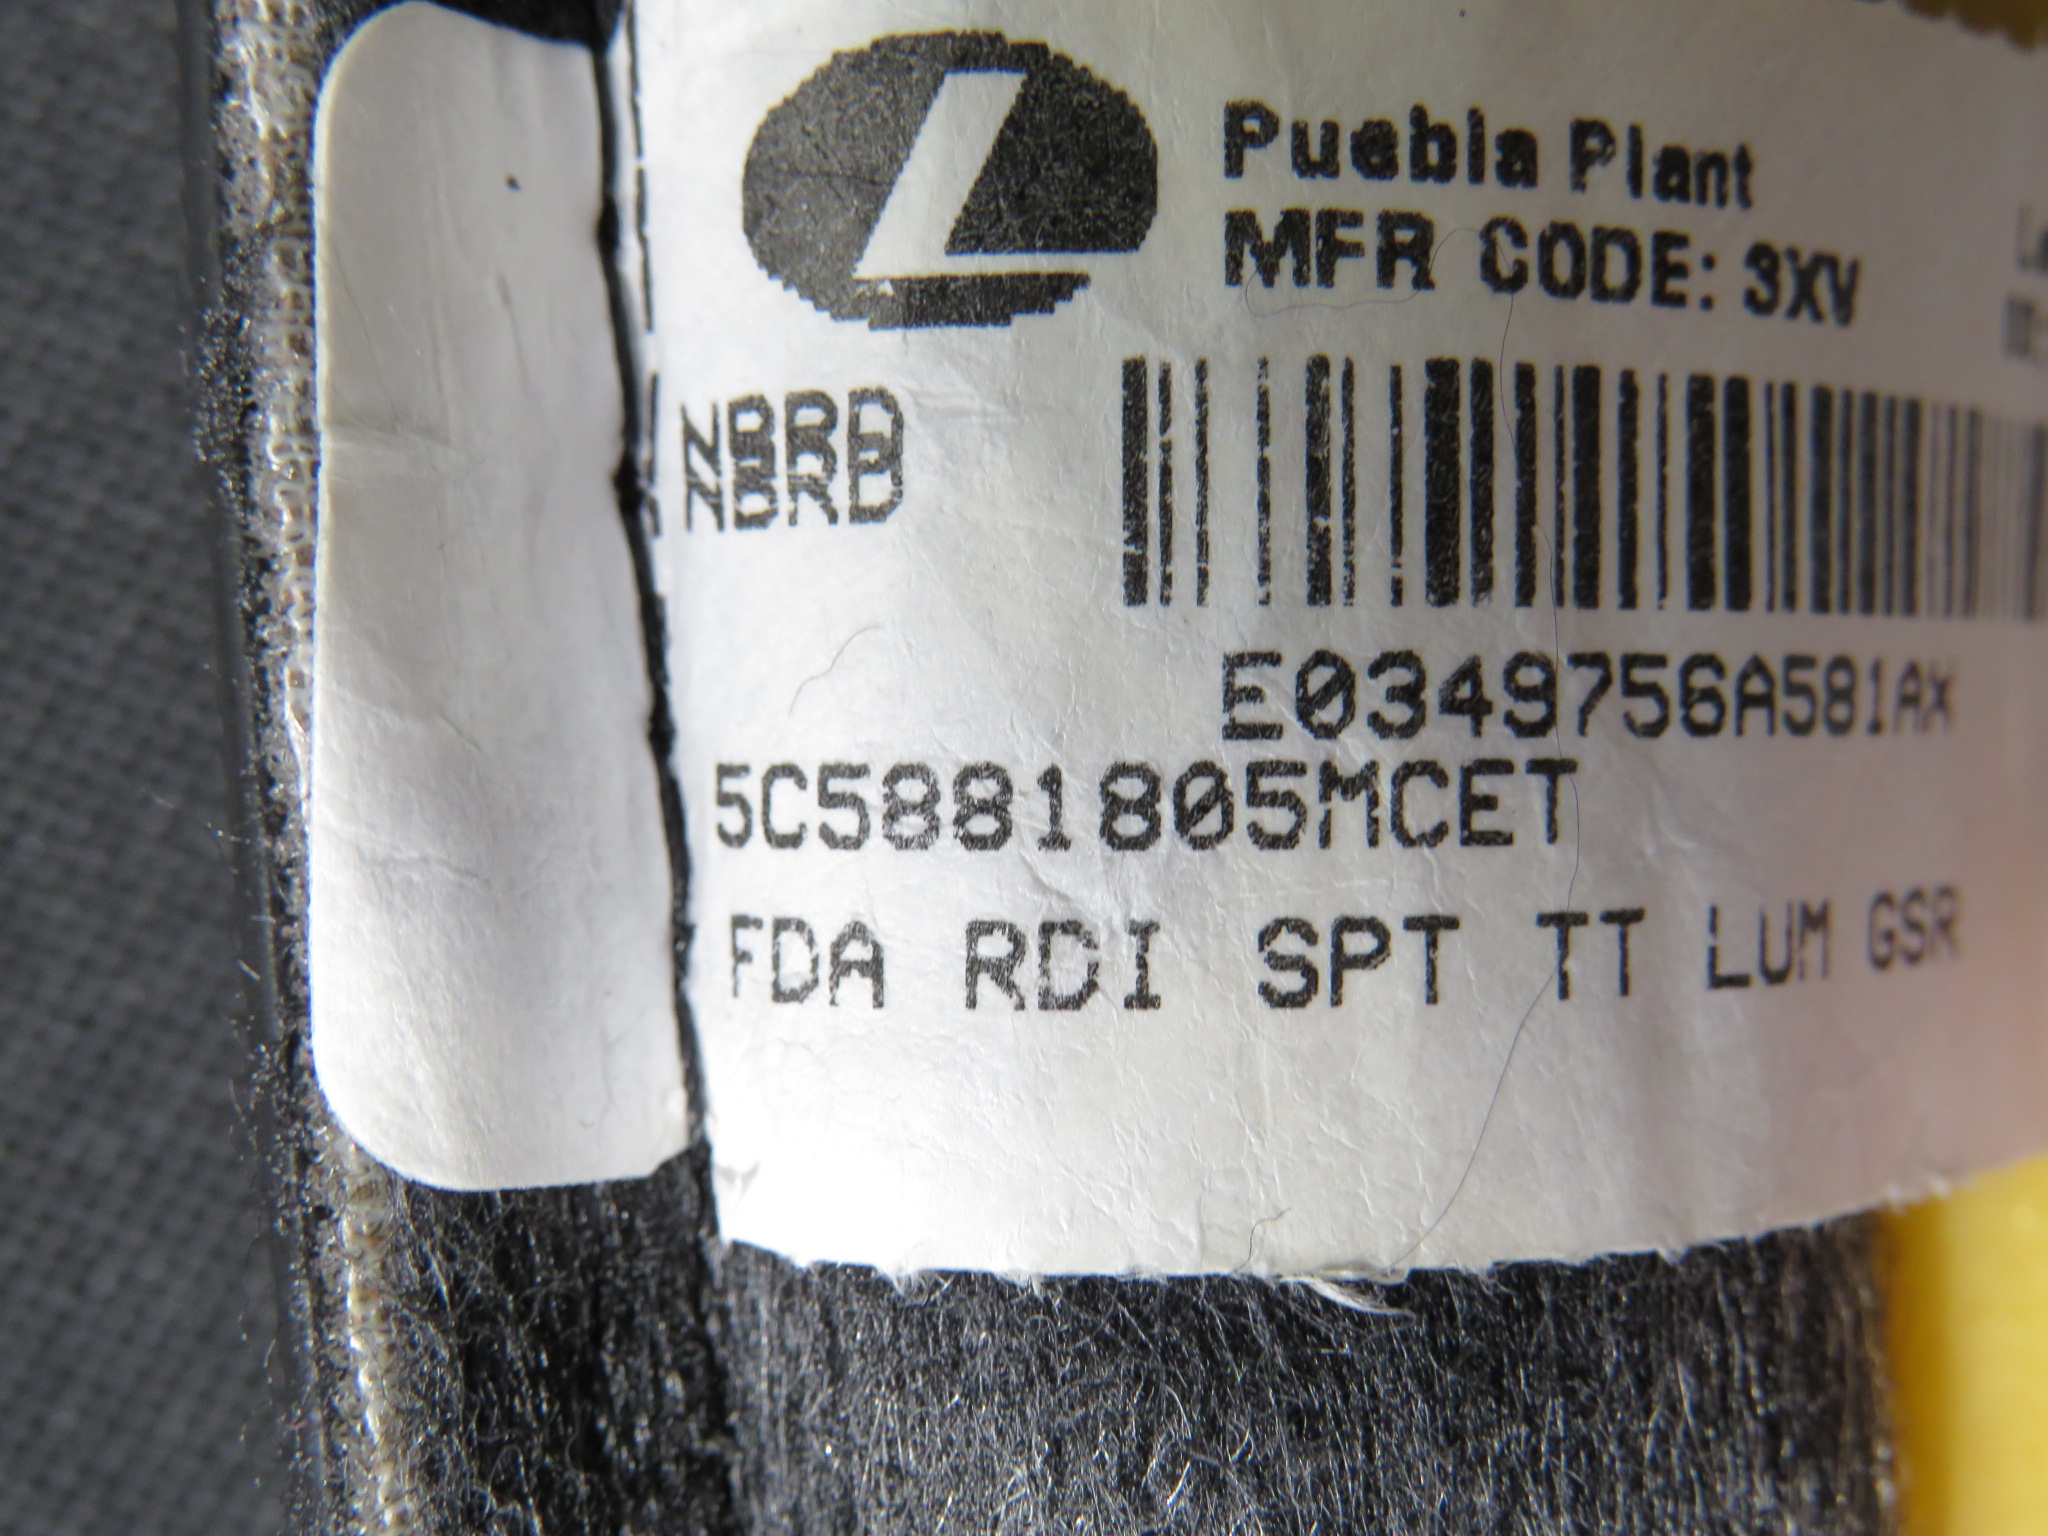 L
Puebla Plant
MFR CODE: 3XV
NBRD
NBRD
E0349756A581AX
5C5881805MCET
FDA RDI SPT TT LUM GSR